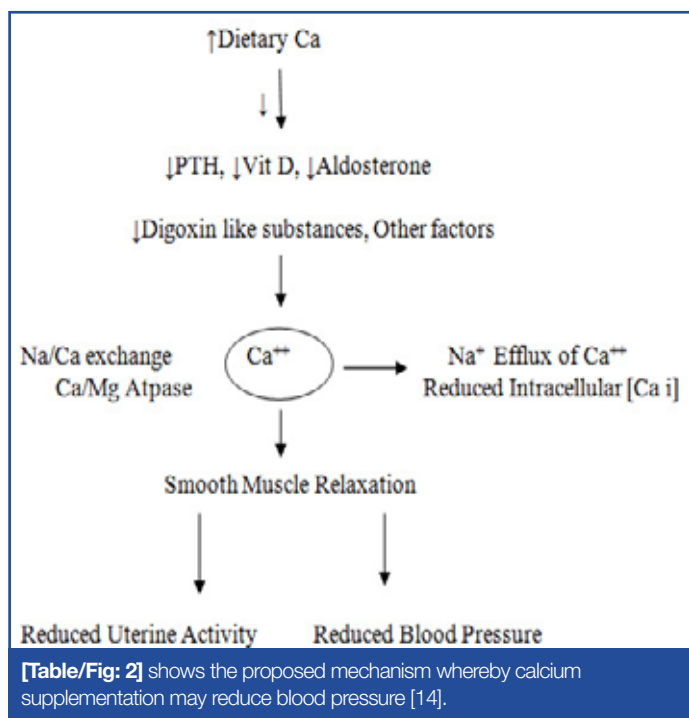 ↑Dietary Ca
↓
↓PTH, ↓Vit D, ↓Aldosterone
↓Digoxin like substances, Other factors
Na/Ca exchange
Ca/Mg Atpase
Ca⁺⁺
Na⁺ Efflux of Ca⁺⁺
Reduced Intracellular [Ca i]
Smooth Muscle Relaxation
Reduced Uterine Activity
Reduced Blood Pressure
[Table/Fig: 2] shows the proposed mechanism whereby calcium
supplementation may reduce blood pressure [14].